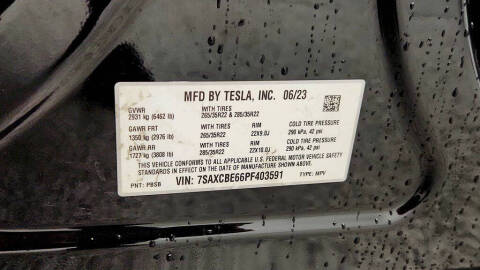 MFD BY TESLA, INC. 06/23
GVWR WITH TIRES
2931 kg (6462 lb) 265/35R22 & 285/35R22
GAWR FRT WITH TIRES RIM COLD TIRE PRESSURE
1350 kg (2976 lb) 265/35R22 22X9.0J 290 kPa, 42 psi
GAWR RR WITH TIRES RIM COLD TIRE PRESSURE
1727 kg (3808 lb) 285/35R22 22X10.0J 290 kPa, 42 psi
THIS VEHICLE CONFORMS TO ALL APPLICABLE U.S. FEDERAL MOTOR VEHICLE SAFETY
STANDARDS IN EFFECT ON THE DATE OF MANUFACTURE SHOWN ABOVE.
PNT: PBSB VIN: 7SAXCBE66PF403591 TYPE: MPV